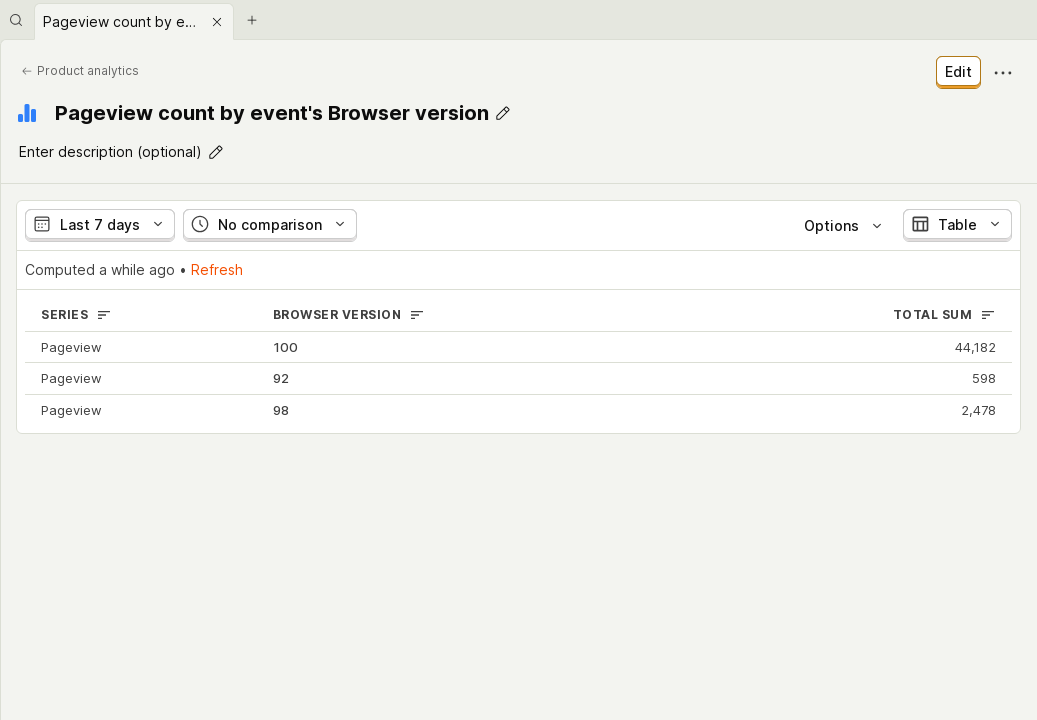 Pageview count by e...
Product analytics
Edit
Pageview count by event's Browser version
Enter description (optional)
Last 7 days
No comparison
Options
Table
Computed a while ago • Refresh
SERIES BROWSER VERSION TOTAL SUM
Pageview 100 44,182
Pageview 92 598
Pageview 98 2,478